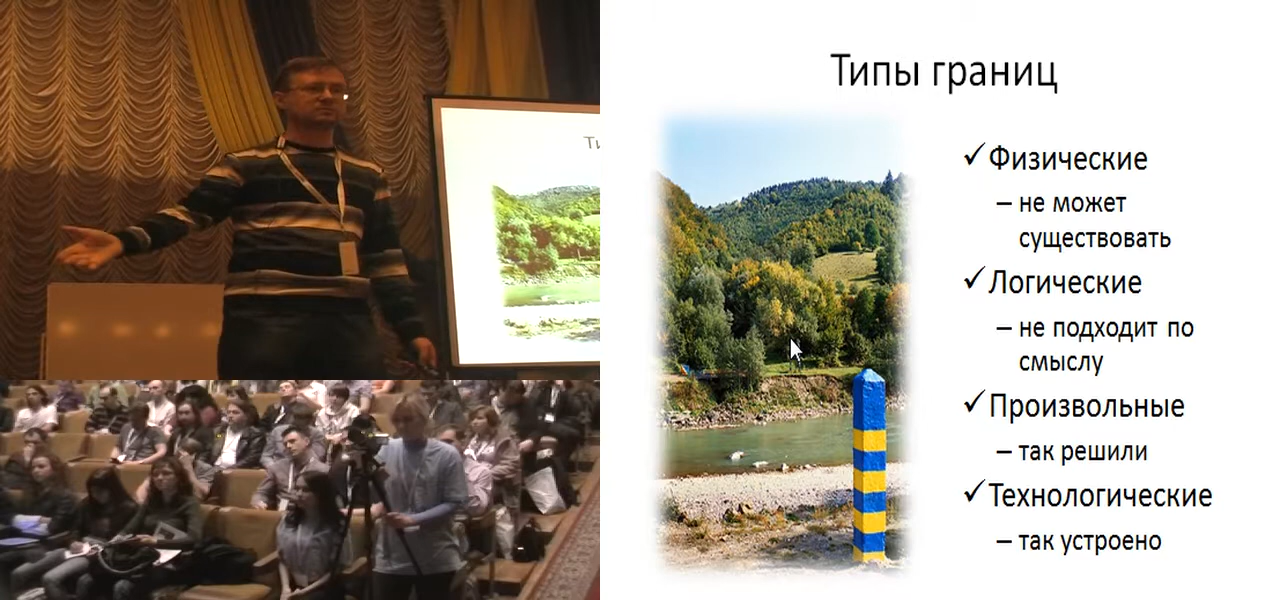 Типы границ
✓Физические
– не может
существовать
✓Логические
– не подходит по
смыслу
✓Произвольные
– так решили
✓Технологические
– так устроено